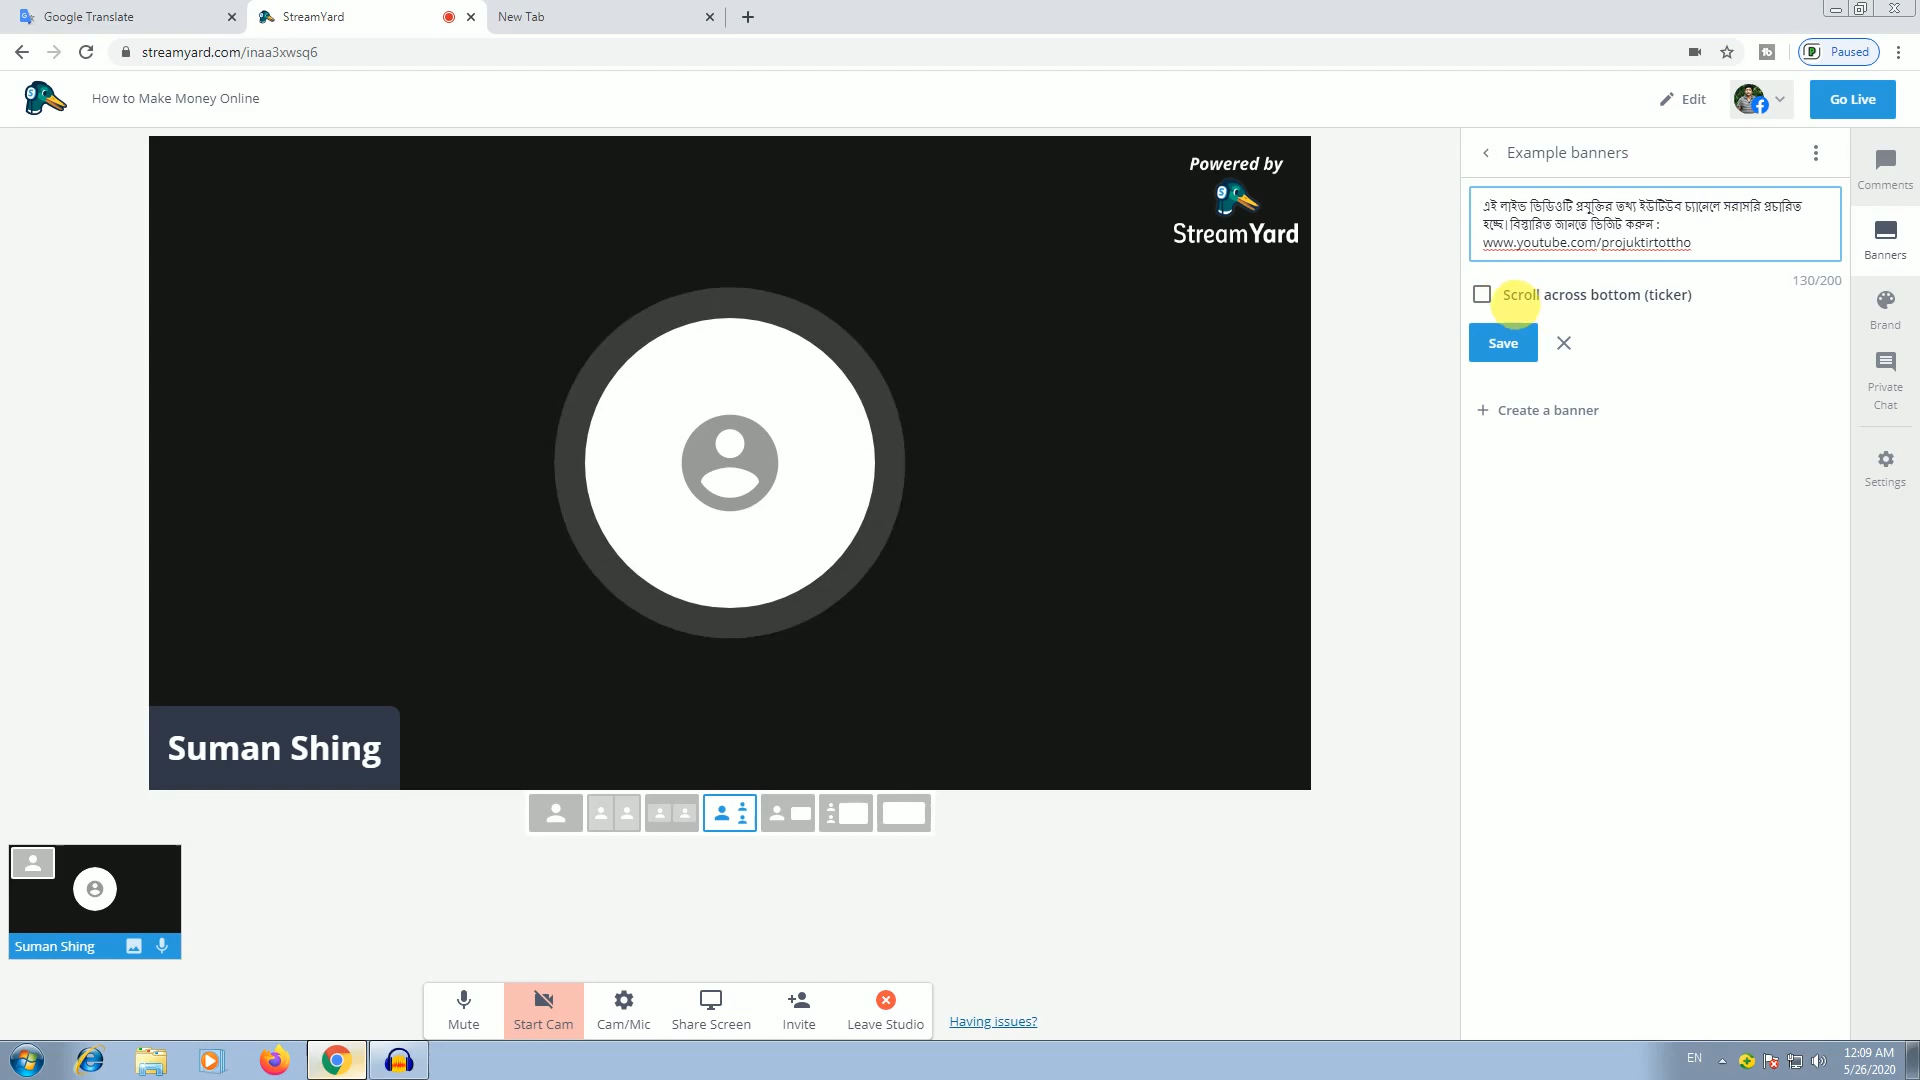 Google Translate
StreamYard
New Tab
streamyard.com/inaa3xwsq6
Paused
How to Make Money Online
Edit
Go Live
Powered by
StreamYard
Suman Shing
Example banners
এই লাইভ ভিডিওটি প্রযুক্তির তথ্য ইউটিউব চ্যানেলে সরাসরি প্রচারিত
হচ্ছে। বিস্তারিত জানতে ভিজিট করুন :
www.youtube.com/projuktirtottho
130/200
Scroll across bottom (ticker)
Save
Create a banner
Comments
Banners
Brand
Private
Chat
Settings
Suman Shing
Mute
Start Cam
Cam/Mic
Share Screen
Invite
Leave Studio
Having issues?
EN
12:09 AM
5/26/2020